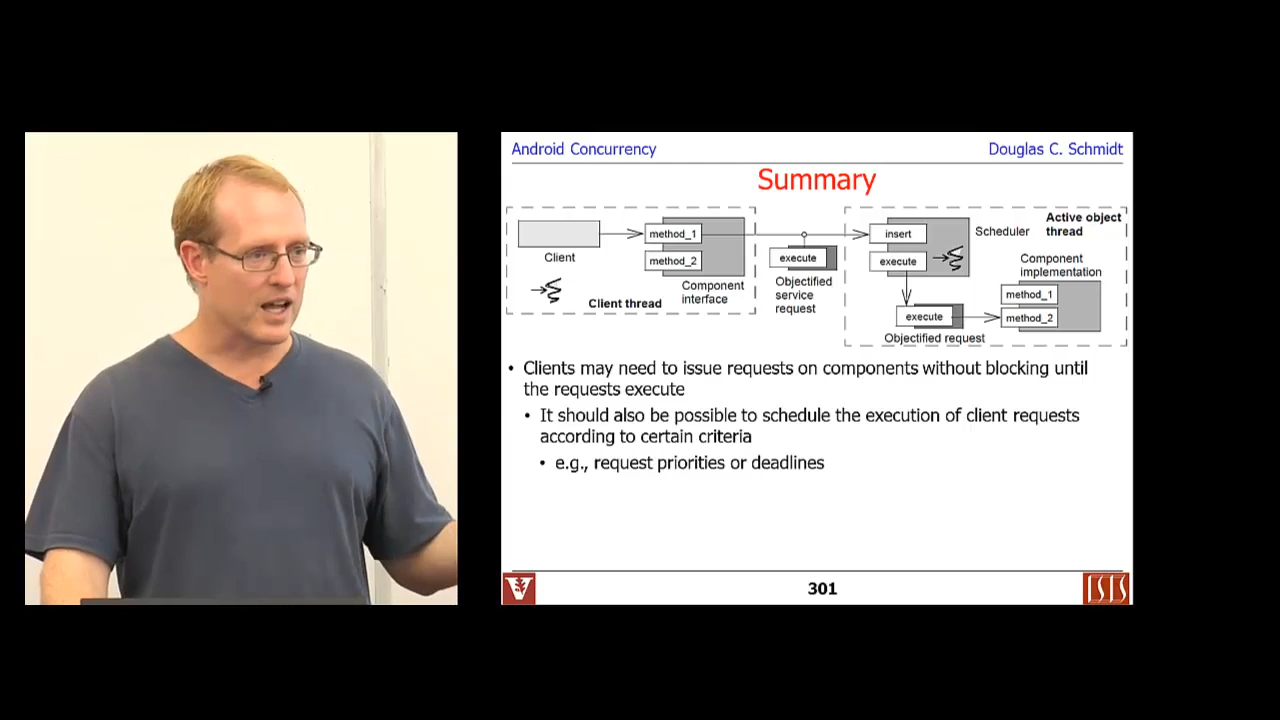 Android Concurrency
Douglas C. Schmidt
Summary
Client
Client thread
method_1
method_2
Component
interface
execute
Objectified
service
request
insert
execute
Scheduler
Active object
thread
execute
Objectified request
Component
implementation
method_1
method_2
• Clients may need to issue requests on components without blocking until
the requests execute
• It should also be possible to schedule the execution of client requests
according to certain criteria
• e.g., request priorities or deadlines
V
301
ISIS